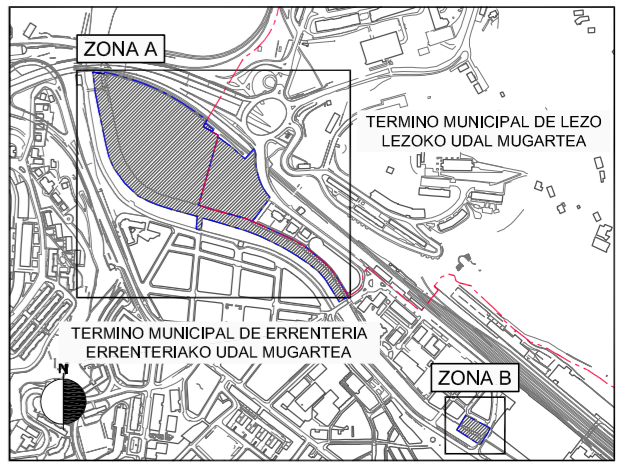 ZONA A
TERMINO MUNICIPAL DE LEZO
LEZOKO UDAL MUGARTEA
TERMINO MUNICIPAL DE ERRENTERIA
ERRENTERIAKO UDAL MUGARTEA
N
ZONA B